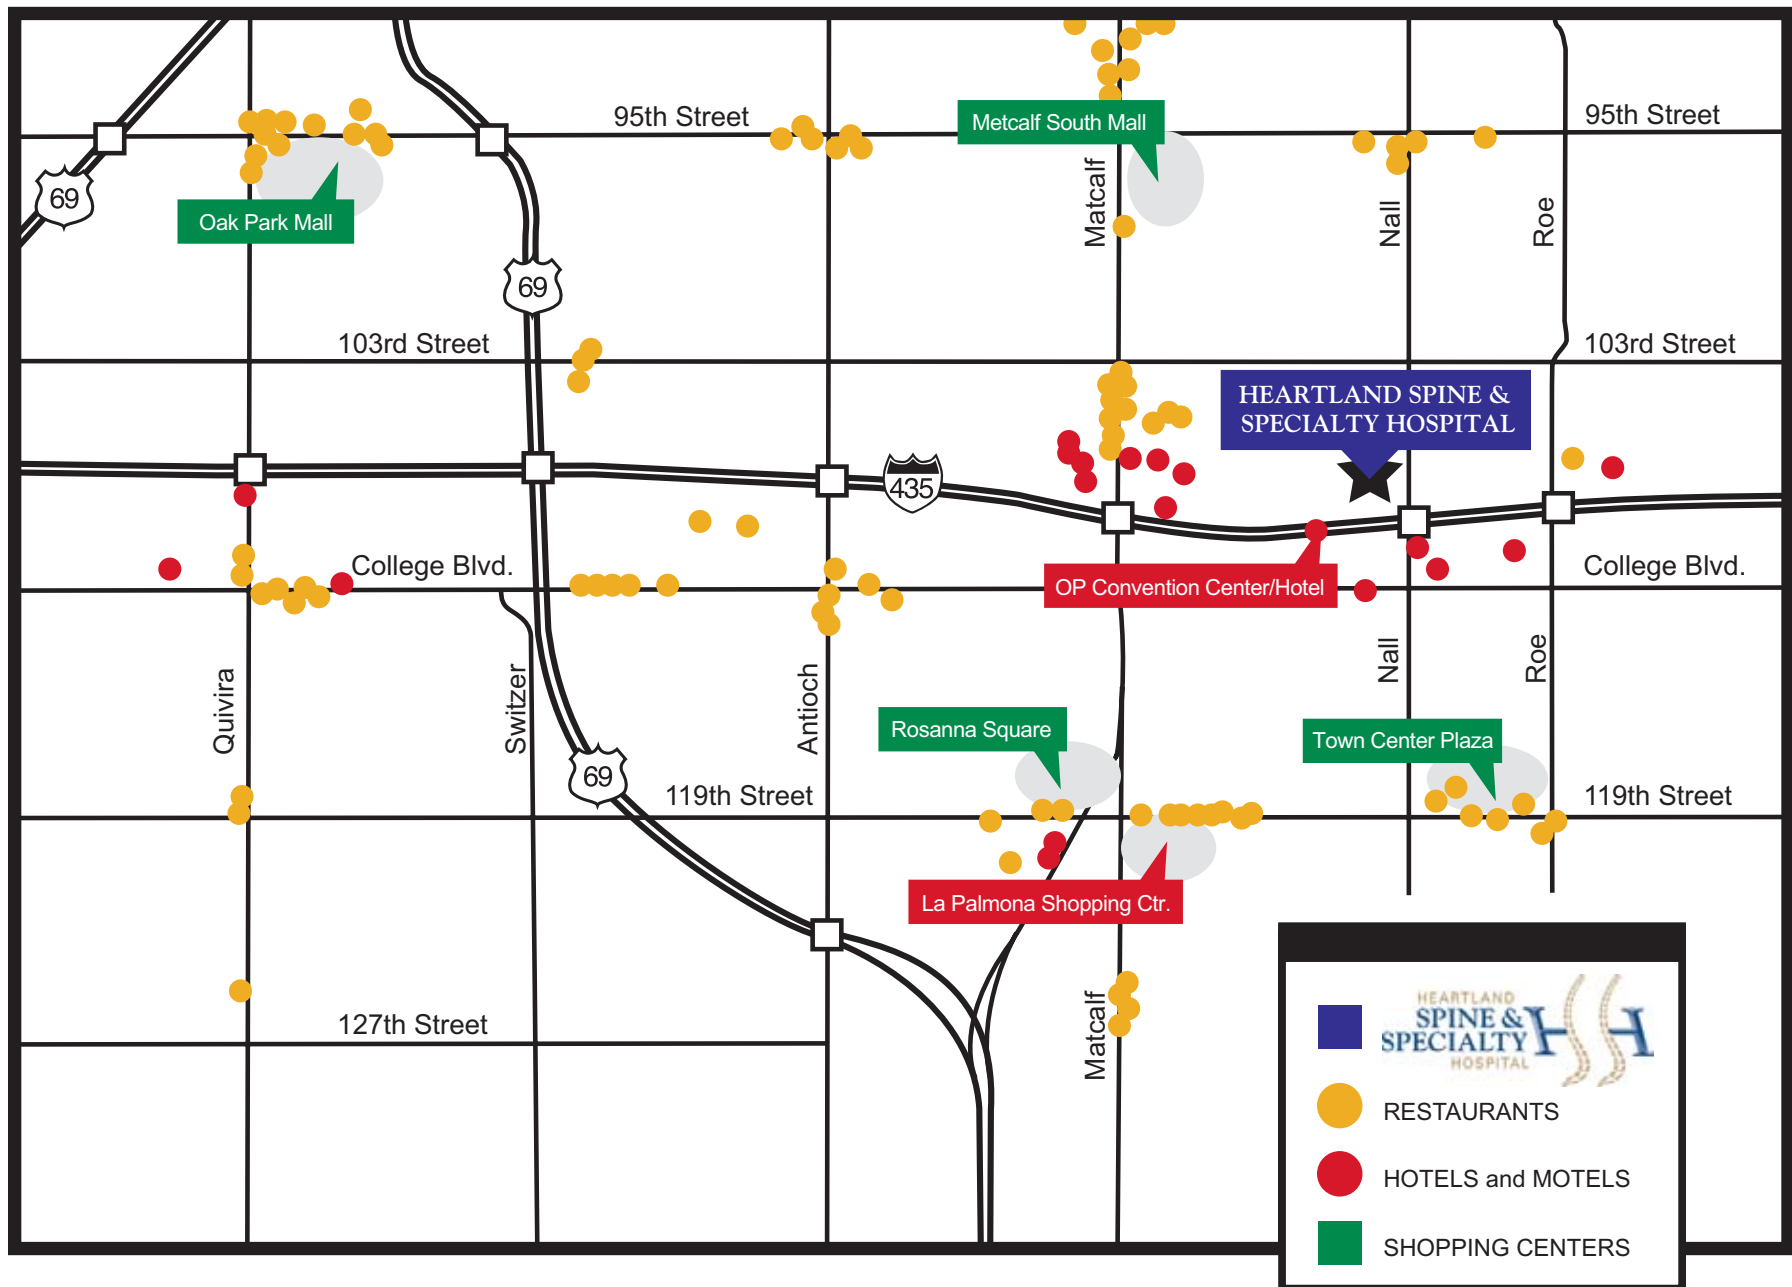 95th Street
95th Street
Metcalf South Mall
69
Oak Park Mall
Matcalf
Nall
Roe
69
103rd Street
103rd Street
HEARTLAND SPINE &
SPECIALTY HOSPITAL
435
College Blvd.
OP Convention Center/Hotel
College Blvd.
Quivira
Switzer
Antioch
Nall
Roe
Rosanna Square
Town Center Plaza
69
119th Street
119th Street
La Palmona Shopping Ctr.
127th Street
Matcalf
HEARTLAND
SPINE &
SPECIALTY
HOSPITAL
HSH
RESTAURANTS
HOTELS and MOTELS
SHOPPING CENTERS